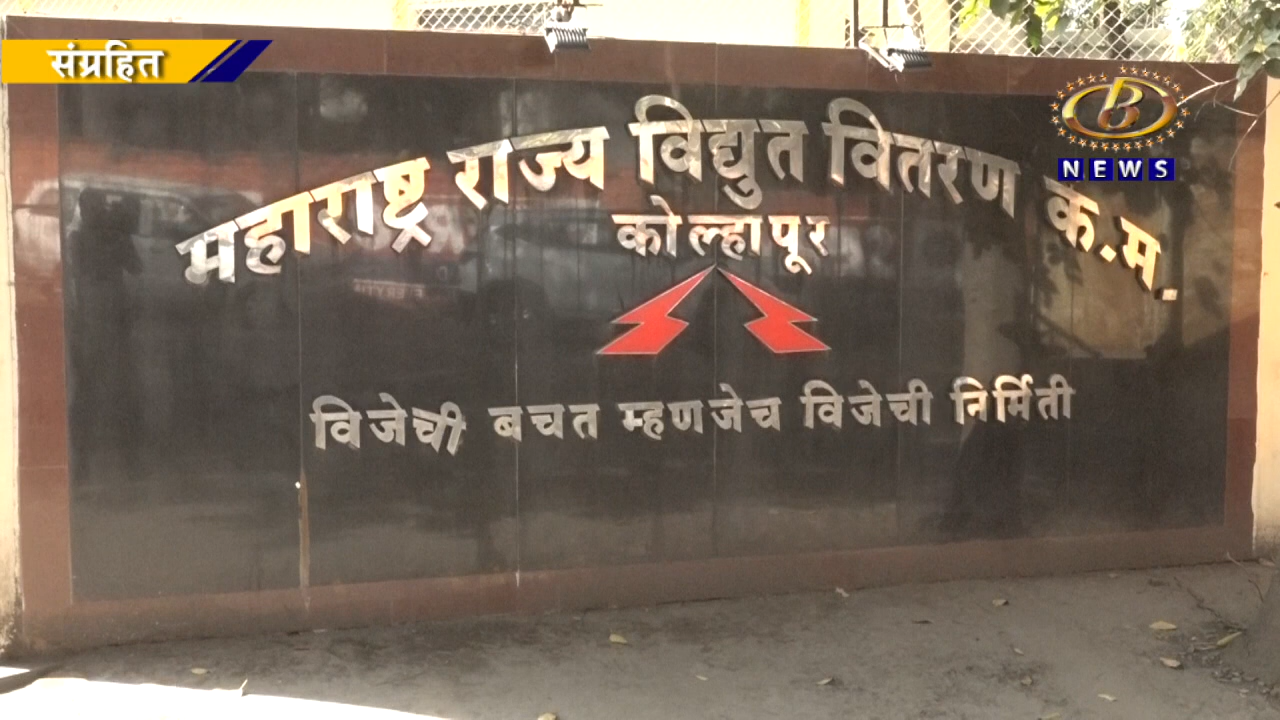 संग्रहित
B
NEWS
महाराष्ट्र राज्य विद्युत वितरण कं.म.
कोल्हापूर
विजेची बचत म्हणजेच विजेची निर्मिती